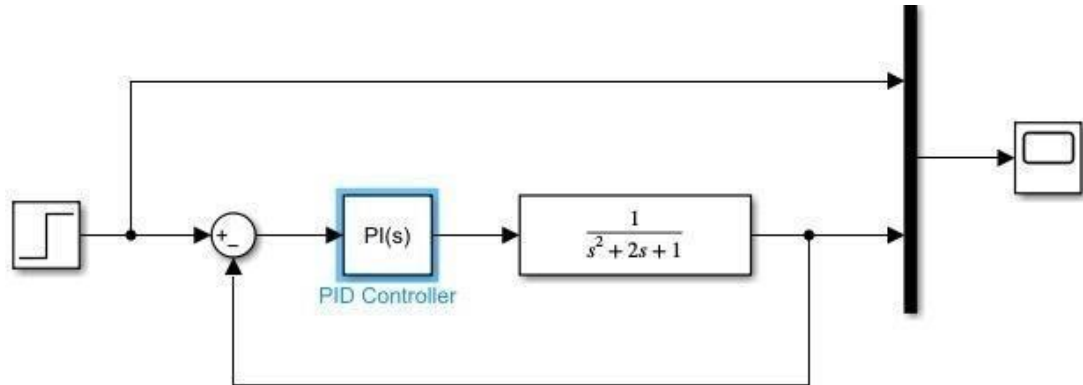 +
−
PI(s)
PID Controller
1
s² + 2s + 1